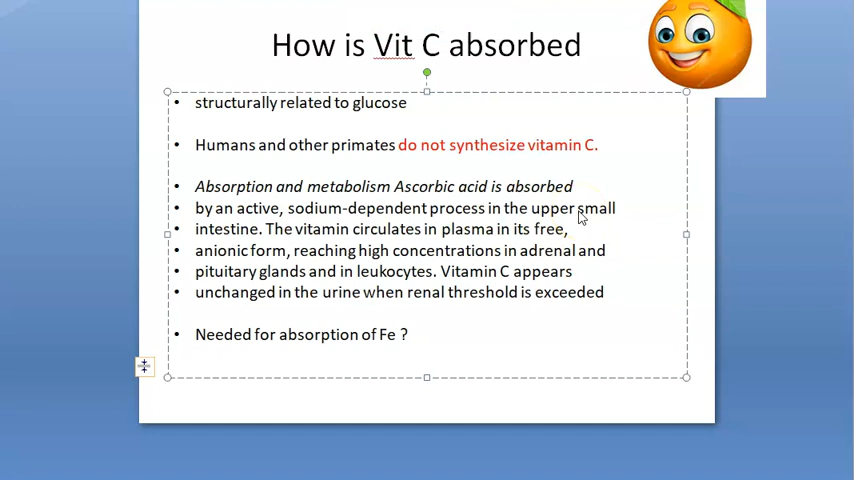 How is Vit C absorbed
• structurally related to glucose
• Humans and other primates do not synthesize vitamin C.
• Absorption and metabolism Ascorbic acid is absorbed
• by an active, sodium-dependent process in the upper small
• intestine. The vitamin circulates in plasma in its free,
• anionic form, reaching high concentrations in adrenal and
• pituitary glands and in leukocytes. Vitamin C appears
• unchanged in the urine when renal threshold is exceeded
• Needed for absorption of Fe ?